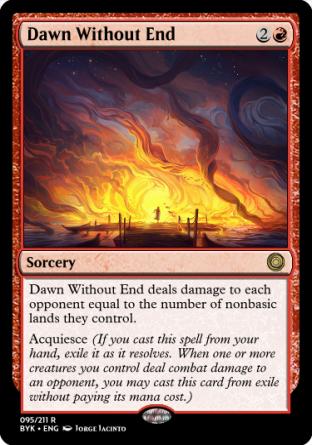 Dawn Without End 2
Sorcery
Dawn Without End deals damage to each
opponent equal to the number of nonbasic
lands they control.
Acquiesce (If you cast this spell from your
hand, exile it as it resolves. When one or more
creatures you control deal combat damage to
an opponent, you may cast this card from exile
without paying its mana cost.)
095/211 R
BYK • ENG Jorge Jacinto